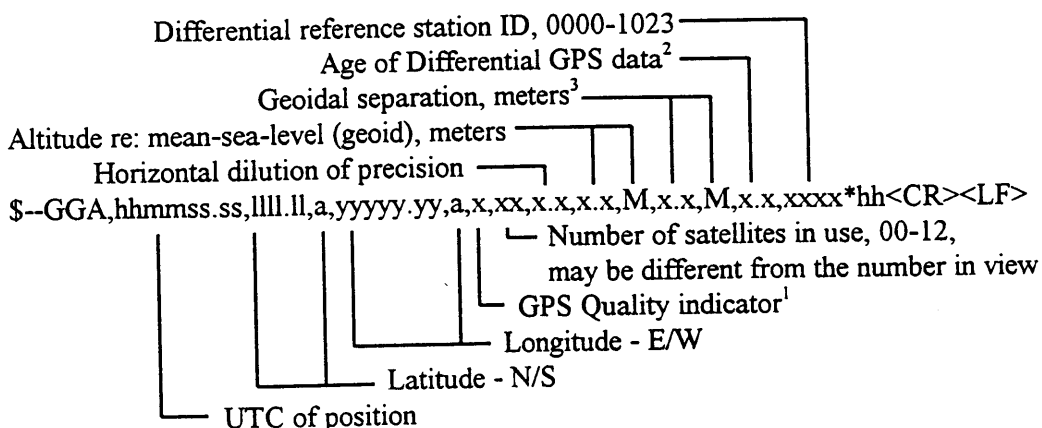 Differential reference station ID, 0000-1023
Age of Differential GPS data²
Geoidal separation, meters³
Altitude re: mean-sea-level (geoid), meters
Horizontal dilution of precision
$--GGA,hhmmss.ss,llll.ll,a,yyyyy.yy,a,x,xx,x.x,x.x,M,x.x,M,x.x,xxxx*hh<CR><LF>
Number of satellites in use, 00-12,
may be different from the number in view
GPS Quality indicator¹
Longitude - E/W
Latitude - N/S
UTC of position